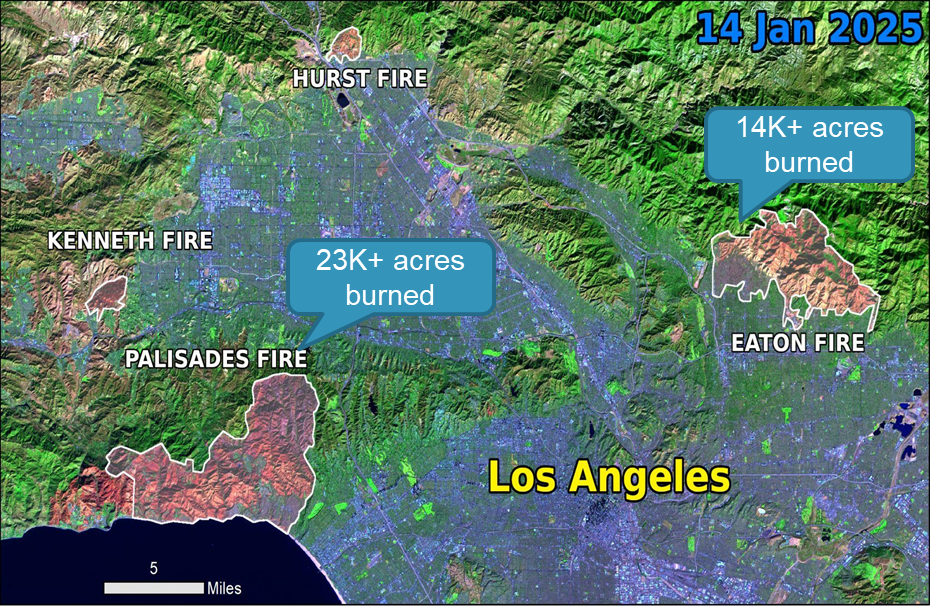 14 Jan 2025
HURST FIRE
14K+ acres
burned
KENNETH FIRE
23K+ acres
burned
EATON FIRE
PALISADES FIRE
Los Angeles
5
Miles